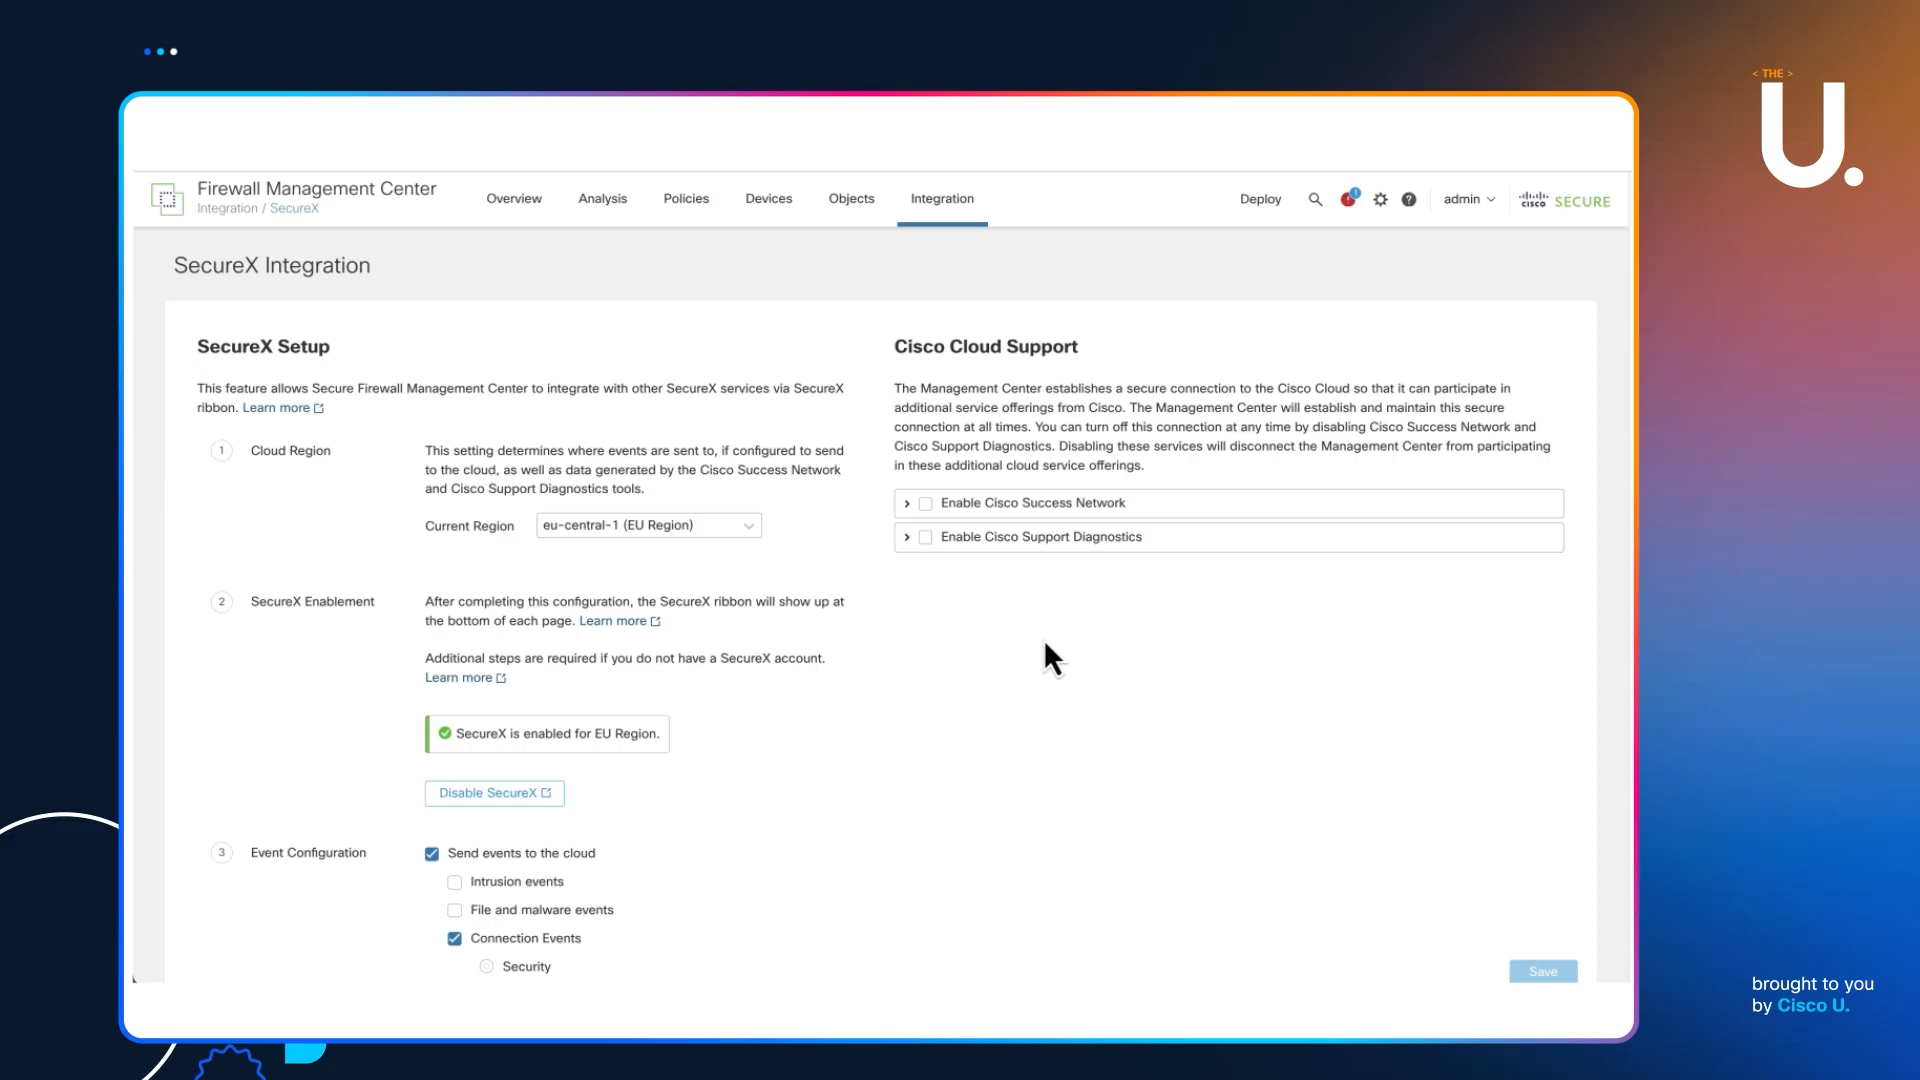 < THE >
U.
Firewall Management Center
Integration / SecureX
Overview
Analysis
Policies
Devices
Objects
Integration
Deploy
1
?
admin
cisco SECURE
SecureX Integration
SecureX Setup
This feature allows Secure Firewall Management Center to integrate with other SecureX services via SecureX
ribbon. Learn more
1
Cloud Region
This setting determines where events are sent to, if configured to send
to the cloud, as well as data generated by the Cisco Success Network
and Cisco Support Diagnostics tools.
Current Region
eu-central-1 (EU Region)
2
SecureX Enablement
After completing this configuration, the SecureX ribbon will show up at
the bottom of each page. Learn more
Additional steps are required if you do not have a SecureX account.
Learn more
SecureX is enabled for EU Region.
Disable SecureX
3
Event Configuration
Send events to the cloud
Intrusion events
File and malware events
Connection Events
Security
Cisco Cloud Support
The Management Center establishes a secure connection to the Cisco Cloud so that it can participate in
additional service offerings from Cisco. The Management Center will establish and maintain this secure
connection at all times. You can turn off this connection at any time by disabling Cisco Success Network and
Cisco Support Diagnostics. Disabling these services will disconnect the Management Center from participating
in these additional cloud service offerings.
Enable Cisco Success Network
Enable Cisco Support Diagnostics
Save
brought to you
by Cisco U.